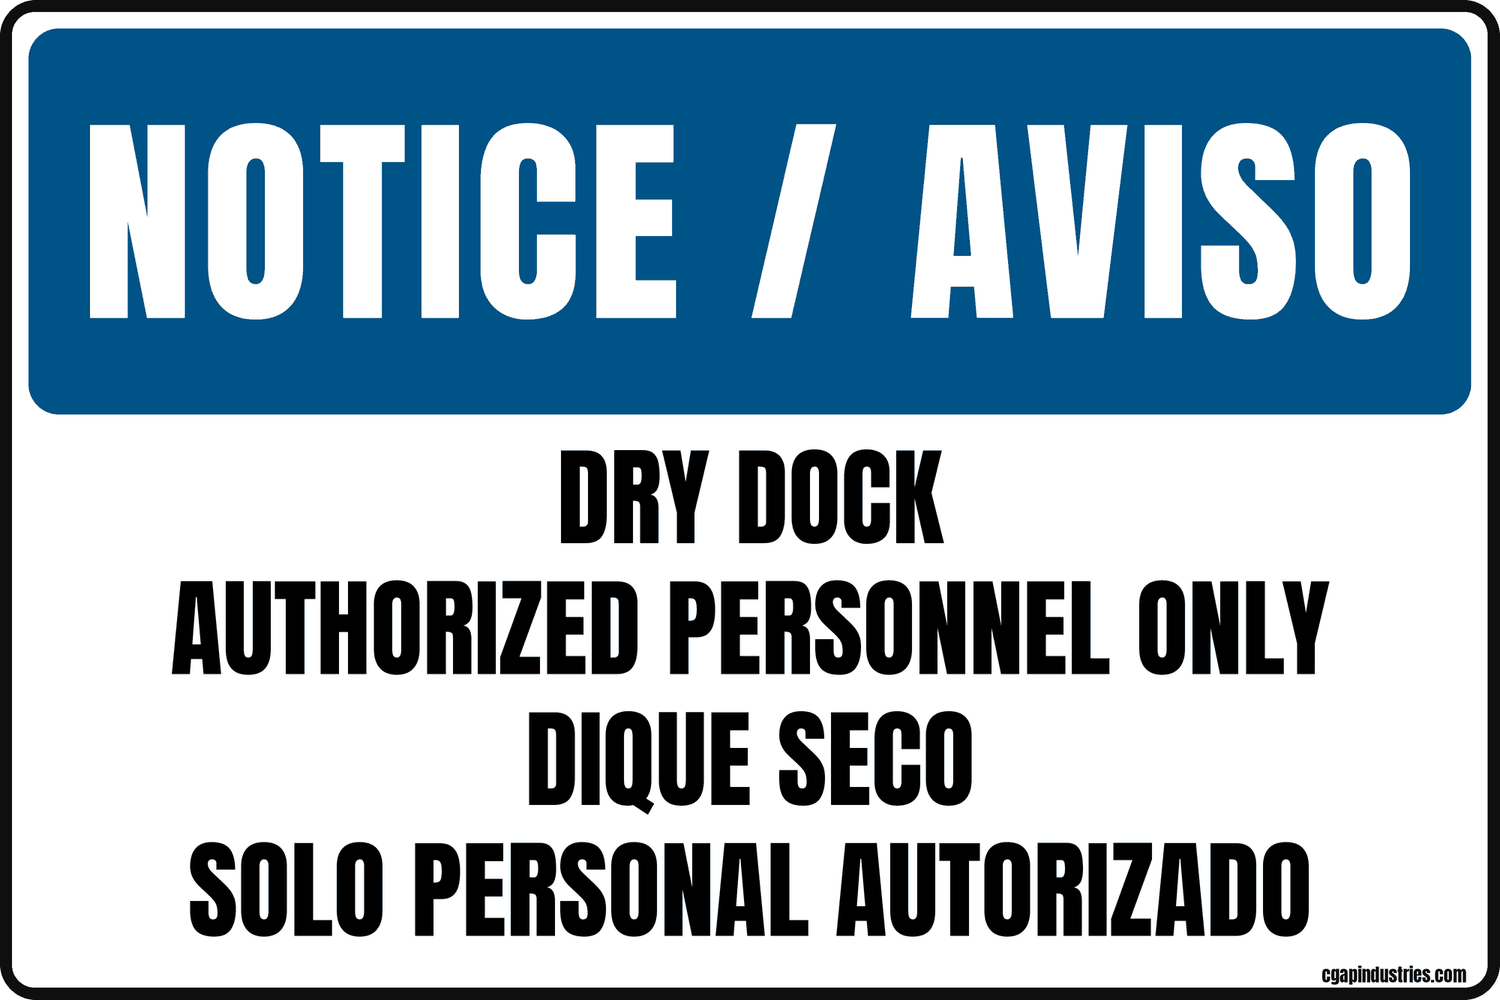 NOTICE / AVISO
DRY DOCK
AUTHORIZED PERSONNEL ONLY
DIQUE SECO
SOLO PERSONAL AUTORIZADO
cgapindustries.com